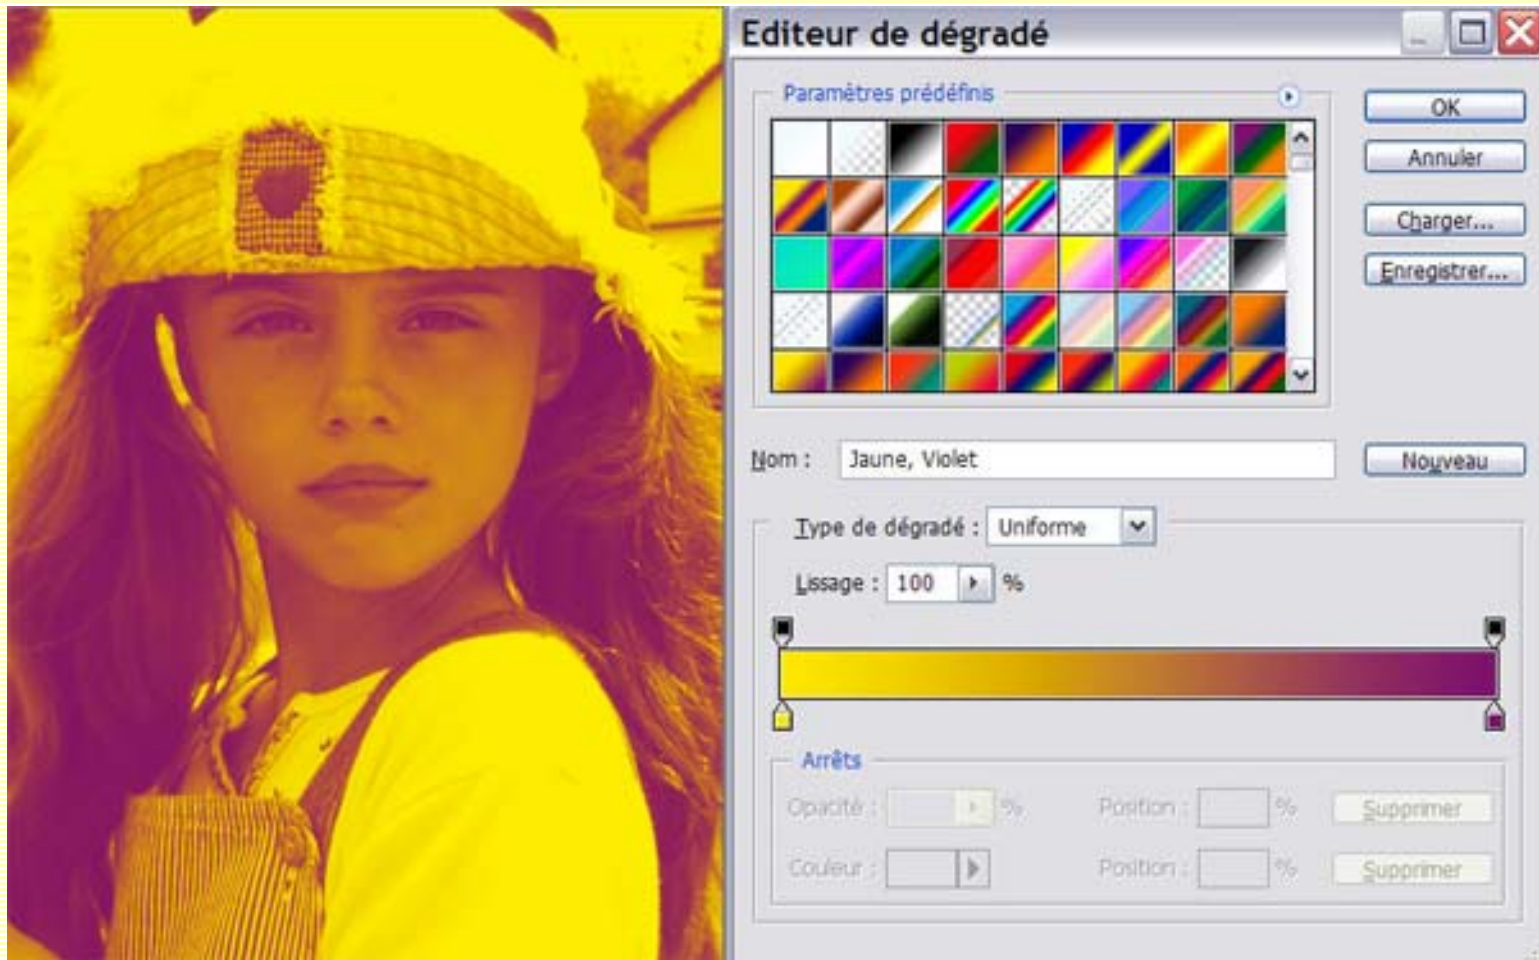 Editeur de dégradé
Paramètres prédéfinis
OK
Annuler
Charger...
Enregistrer...
Nom : Jaune, Violet
Nouveau
Type de dégradé : Uniforme
Lissage : 100 %
Arrêts
Opacité : % Position : % Supprimer
Couleur : Position : % Supprimer